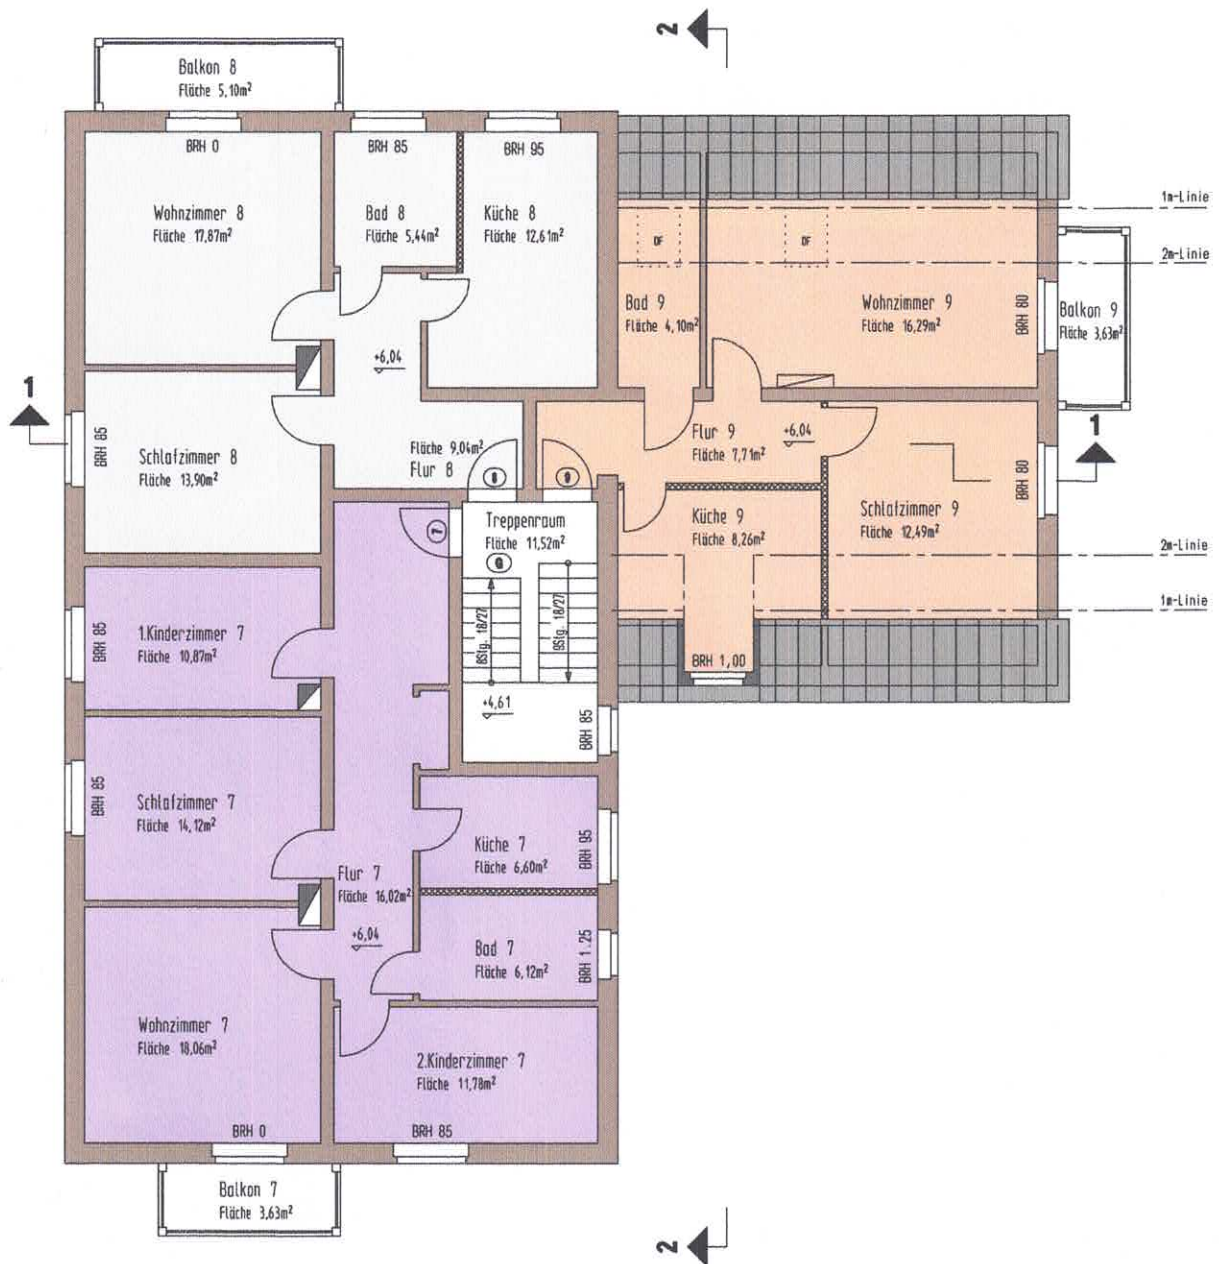 2
Balkon 8
Fläche 5,10m²
BRH 0
BRH 85
BRH 95
Wohnzimmer 8
Fläche 17,87m²
Bad 8
Fläche 5,44m²
Küche 8
Fläche 12,61m²
1m-Linie
DF
DF
2m-Linie
Bad 9
Fläche 4,10m²
Wohnzimmer 9
Fläche 16,29m²
BRH 80
Balkon 9
Fläche 3,63m²
+6,04
1
BRH 85
Schlafzimmer 8
Fläche 13,90m²
Fläche 9,04m²
Flur 8
8
9
Flur 9
Fläche 7,71m²
+6,04
1
BRH 80
Küche 9
Fläche 8,26m²
Schlafzimmer 9
Fläche 12,49m²
7
Treppenraum
Fläche 11,52m²
G
2m-Linie
1m-Linie
8Stg. 18/27
8Stg. 18/27
BRH 85
1.Kinderzimmer 7
Fläche 10,87m²
BRH 1,00
+4,61
BRH 85
BRH 85
Schlafzimmer 7
Fläche 14,12m²
Küche 7
Fläche 6,60m²
BRH 95
Flur 7
Fläche 16,02m²
+6,04
Bad 7
Fläche 6,12m²
BRH 1.25
Wohnzimmer 7
Fläche 18,06m²
2.Kinderzimmer 7
Fläche 11,78m²
BRH 0
BRH 85
Balkon 7
Fläche 3,63m²
2